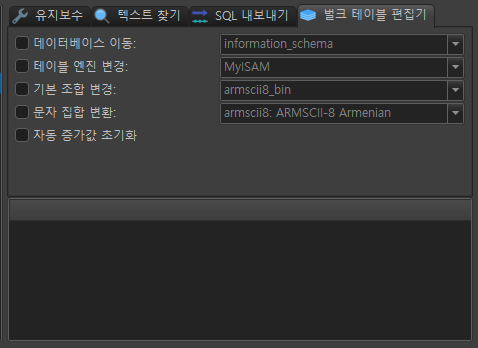 유지보수 텍스트 찾기 SQL 내보내기 벌크 테이블 편집기
데이터베이스 이동: information_schema
테이블 엔진 변경: MyISAM
기본 조합 변경: armscii8_bin
문자 집합 변환: armscii8: ARMSCII-8 Armenian
자동 증가값 초기화